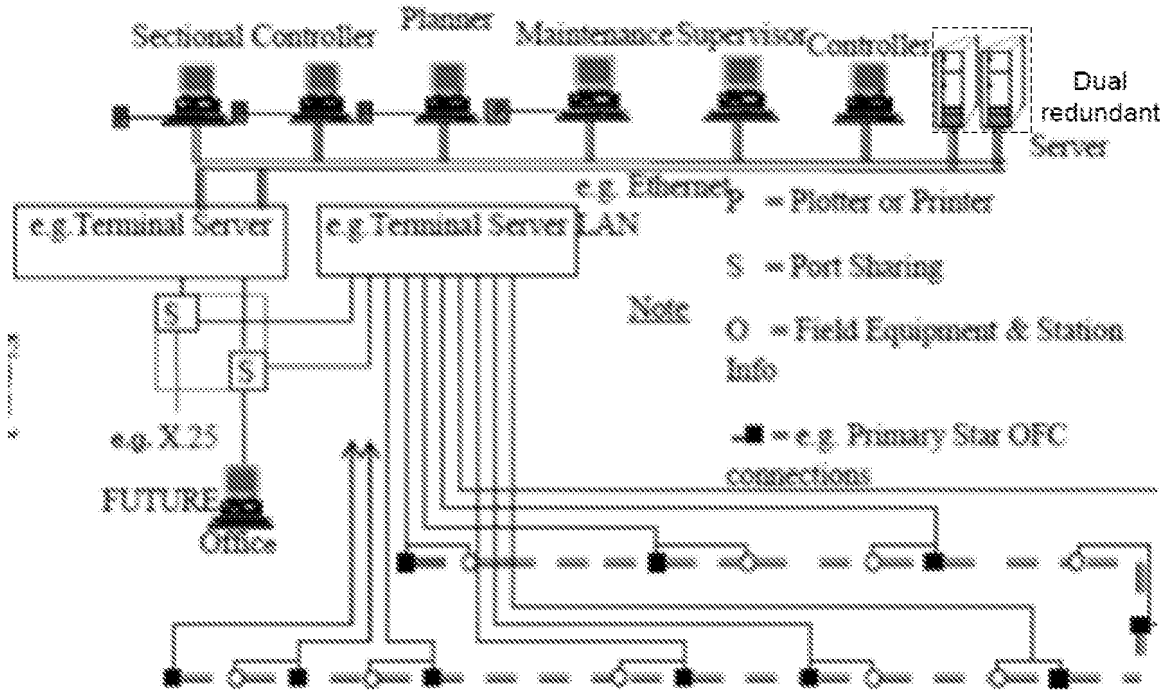 Planner
Sectional Controller
Maintenance Supervisor
Controller
Dual
redundant
Server
e.g. Ethernet
LAN
e.g.Terminal Server
e.g.Terminal Server
P = Plotter or Printer
S = Port Sharing
Note
O = Field Equipment & Station
Info
= e.g. Primary Star OFC
connections
S
S
e.g. X.25
FUTURE
Office